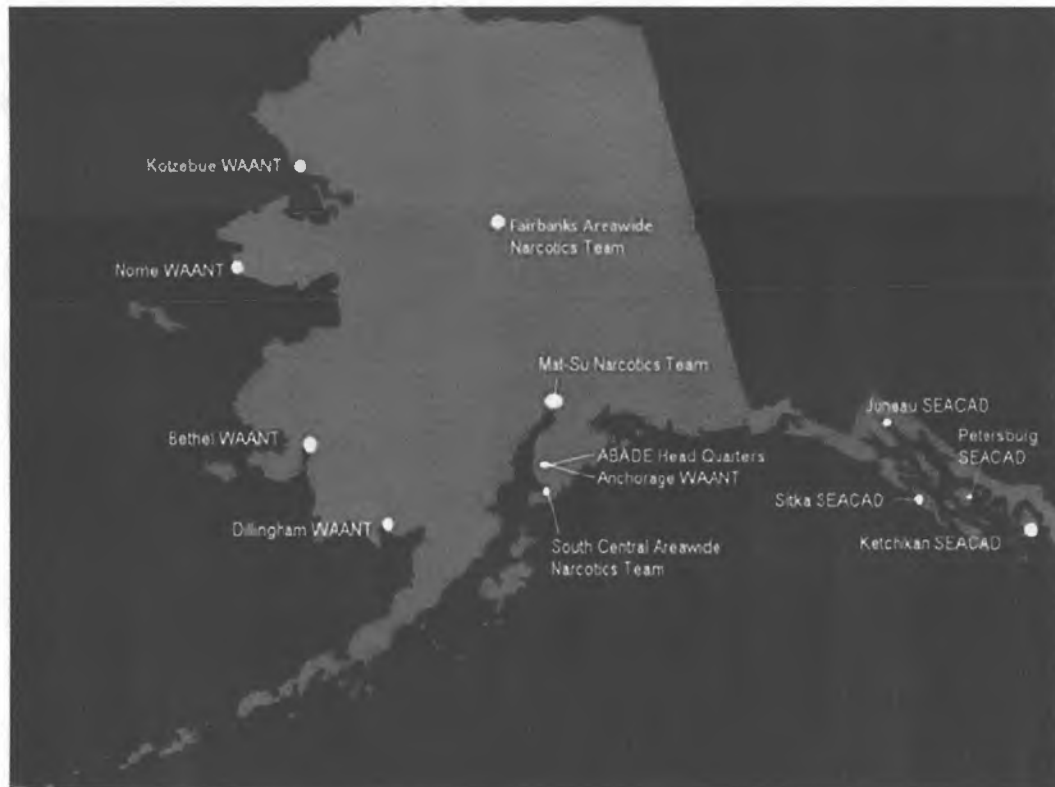 Kotzebue WAANT
Fairbanks Areawide
Narcotics Team
Nome WAANT
Mat-Su Narcotics Team
Juneau SEACAD
Petersburg
SEACAD
Bethel WAANT
ABADE Head Quarters
Anchorage WAANT
Sitka SEACAD
Dillingham WAANT
Ketchikan SEACAD
South Central Areawide
Narcotics Team